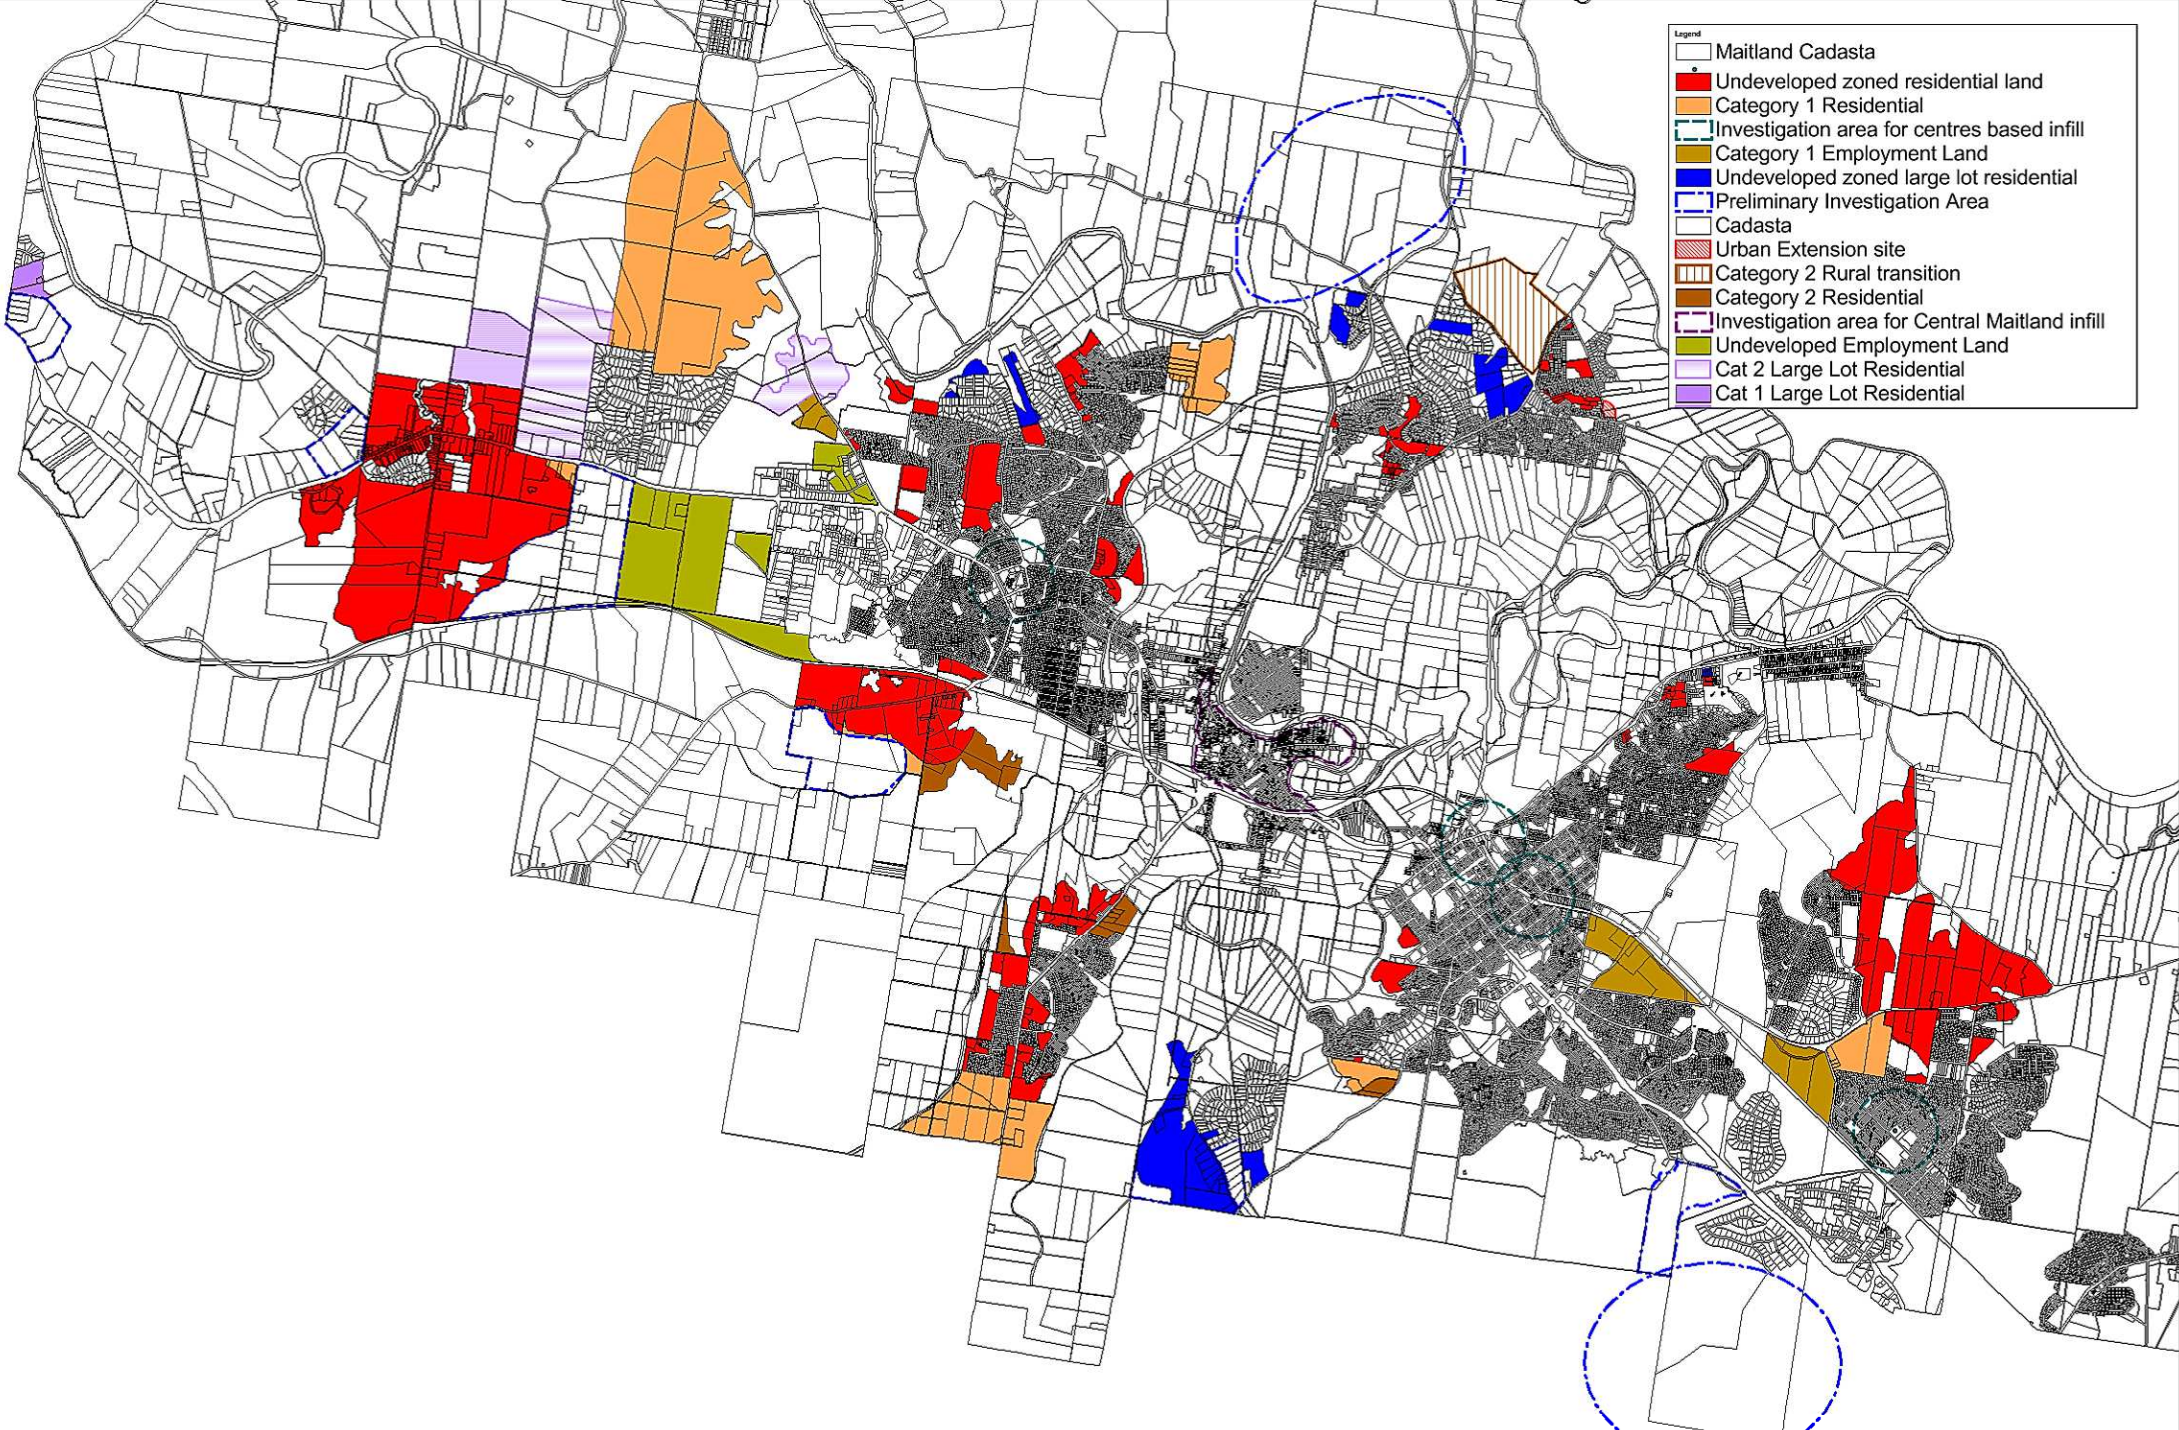 Legend
Maitland Cadasta
Undeveloped zoned residential land
Category 1 Residential
Investigation area for centres based infill
Category 1 Employment Land
Undeveloped zoned large lot residential
Preliminary Investigation Area
Cadasta
Urban Extension site
Category 2 Rural transition
Category 2 Residential
Investigation area for Central Maitland infill
Undeveloped Employment Land
Cat 2 Large Lot Residential
Cat 1 Large Lot Residential